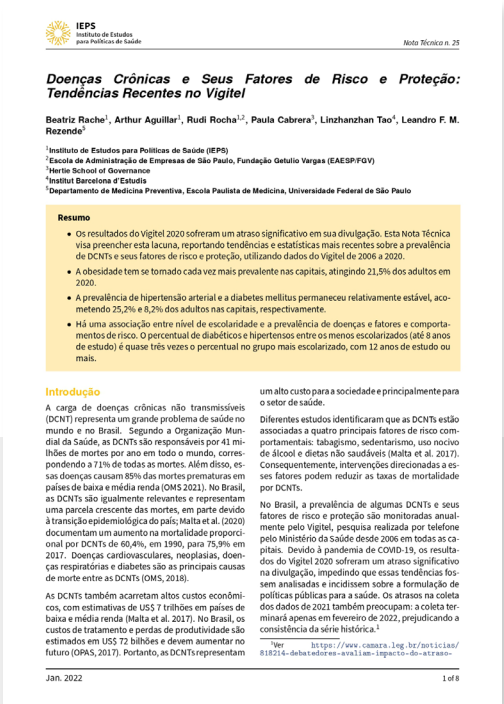 IEPS
Instituto de Estudos
para Políticas de Saúde
Nota Técnica n. 25
Doenças Crônicas e Seus Fatores de Risco e Proteção:
Tendências Recentes no Vigitel
Beatriz Rache1, Arthur Aguillar1, Rudi Rocha1,2, Paula Cabrera3, Linzhanzhan Tao4, Leandro F. M.
Rezende5
1Instituto de Estudos para Políticas de Saúde (IEPS)
2Escola de Administração de Empresas de São Paulo, Fundação Getulio Vargas (EAESP/FGV)
3Hertie School of Governance
4Institut Barcelona d'Estudis
5Departamento de Medicina Preventiva, Escola Paulista de Medicina, Universidade Federal de São Paulo
Resumo
• Os resultados do Vigitel 2020 sofreram um atraso significativo em sua divulgação. Esta Nota Técnica
visa preencher esta lacuna, reportando tendências e estatísticas mais recentes sobre a prevalência
de DCNTs e seus fatores de risco e proteção, utilizando dados do Vigitel de 2006 a 2020.
• A obesidade tem se tornado cada vez mais prevalente nas capitais, atingindo 21,5% dos adultos em
2020.
• A prevalência de hipertensão arterial e a diabetes mellitus permaneceu relativamente estável, aco-
metendo 25,2% e 8,2% dos adultos nas capitais, respectivamente.
• Há uma associação entre nível de escolaridade e a prevalência de doenças e fatores e comporta-
mentos de risco. O percentual de diabéticos e hipertensos entre os menos escolarizados (até 8 anos
de estudo) é quase três vezes o percentual no grupo mais escolarizado, com 12 anos de estudo ou
mais.
Introdução
A carga de doenças crônicas não transmissíveis
(DCNT) representa um grande problema de saúde no
mundo e no Brasil. Segundo a Organização Mun-
dial da Saúde, as DCNTs são responsáveis por 41 mi-
lhões de mortes por ano em todo o mundo, corres-
pondendo a 71% de todas as mortes. Além disso, es-
sas doenças causam 85% das mortes prematuras em
países de baixa e média renda (OMS 2021). No Brasil,
as DCNTs são igualmente relevantes e representam
uma parcela crescente das mortes, em parte devido
à transição epidemiológica do país; Malta et al. (2020)
documentam um aumento na mortalidade proporci-
onal por DCNTs de 60,4%, em 1990, para 75,9% em
2017. Doenças cardiovasculares, neoplasias, doen-
ças respiratórias e diabetes são as principais causas
de morte entre as DCNTs (OMS, 2018).
As DCNTs também acarretam altos custos econômi-
cos, com estimativas de US$ 7 trilhões em países de
baixa e média renda (Malta et al. 2017). No Brasil, os
custos de tratamento e perdas de produtividade são
estimados em US$ 72 bilhões e devem aumentar no
futuro (OPAS, 2017). Portanto, as DCNTs representam
um alto custo para a sociedade e principalmente para
o setor de saúde.
Diferentes estudos identificaram que as DCNTs estão
associadas a quatro principais fatores de risco com-
portamentais: tabagismo, sedentarismo, uso nocivo
de álcool e dietas não saudáveis (Malta et al. 2017).
Consequentemente, intervenções direcionadas a es-
ses fatores podem reduzir as taxas de mortalidade
por DCNTs.
No Brasil, a prevalência de algumas DCNTs e seus
fatores de risco e proteção são monitoradas anual-
mente pelo Vigitel, pesquisa realizada por telefone
pelo Ministério da Saúde desde 2006 em todas as ca-
pitais. Devido à pandemia de COVID-19, os resulta-
dos do Vigitel 2020 sofreram um atraso significativo
na divulgação, impedindo que essas tendências fos-
sem analisadas e incidissem sobre a formulação de
políticas públicas para a saúde. Os atrasos na coleta
dos dados de 2021 também preocupam: a coleta ter-
minará apenas em fevereiro de 2022, prejudicando a
consistência da série histórica.1
1Ver https://www.camara.leg.br/noticias/
818214-debatedores-avaliam-impacto-do-atraso-
Jan. 2022
1 of 8